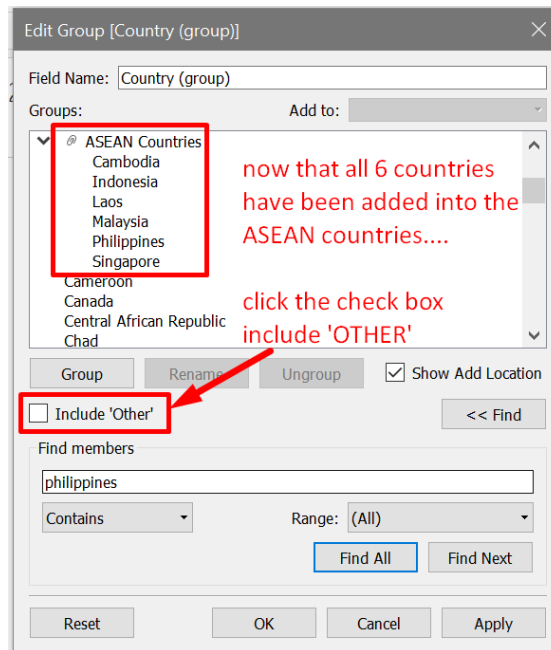 Edit Group [Country (group)]
Field Name: Country (group)
Groups:
Add to:
ASEAN Countries
Cambodia
Indonesia
Laos
Malaysia
Philippines
Singapore
Cameroon
Canada
Central African Republic
Chad
now that all 6 countries
have been added into the
ASEAN countries....
click the check box
include 'OTHER'
Group
Rename
Ungroup
Show Add Location
Include 'Other'
<< Find
Find members
philippines
Contains
Range: (All)
Find All
Find Next
Reset
OK
Cancel
Apply